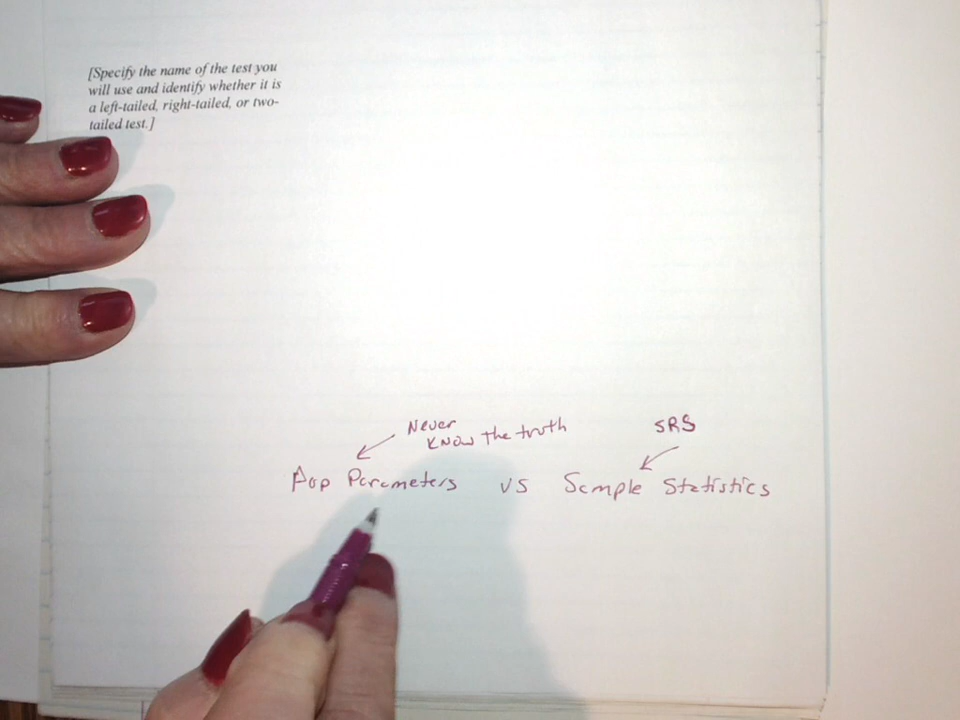 [Specify the name of the test you
will use and identify whether it is
a left-tailed, right-tailed, or two-
tailed test.]
Never
know the truth
SRS
Pop Parameters vs Sample Statistics